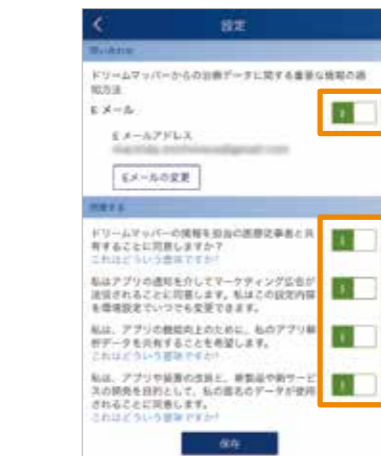 設定
問い合わせ
ドリームマッパーからの治療データに関する重要な情報の通
知方法
E メール
E メールアドレス
Eメールの変更
同意する
ドリームマッパーの情報を担当の医療従事者と共
有することに同意しますか?
これはどういう意味ですか?
私はアプリの通知を介してマーケティング広告が
送信されることに同意します。私はこの設定内容
を環境設定でいつでも変更できます。
私は、アプリの機能向上のために、私のアプリ解
析データを共有することを希望します。
これはどういう意味ですか?
私は、アプリや装置の改良と、新製品や新サービ
スの開発を目的として、私の匿名のデータが使用
されることに同意します。
これはどういう意味ですか?
保存